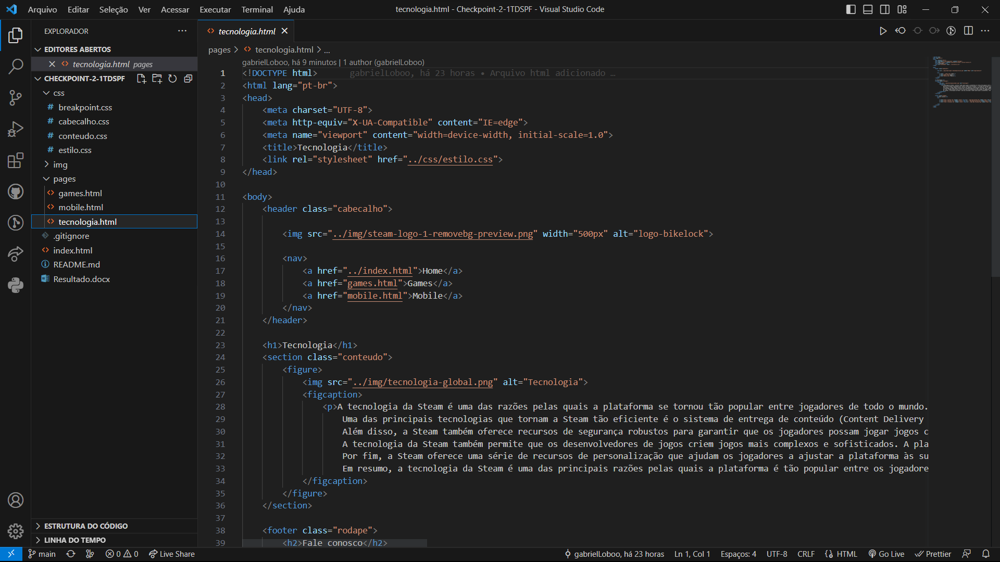 Arquivo Editar Seleção Ver Acessar Executar Terminal Ajuda
tecnologia.html - Checkpoint-2-1TDSPF - Visual Studio Code
EXPLORADOR
EDITORES ABERTOS
tecnologia.html pages
CHECKPOINT-2-1TDSPF
css
breakpoint.css
cabecalho.css
conteudo.css
estilo.css
img
pages
games.html
mobile.html
tecnologia.html
.gitignore
index.html
README.md
Resultado.docx
ESTRUTURA DO CÓDIGO
LINHA DO TEMPO
tecnologia.html
pages > tecnologia.html > ...
gabrielLoboo, há 9 minutos | 1 author (gabrielLoboo)
1 <!DOCTYPE html> gabrielLoboo, há 23 horas • Arquivo html adicionado …
2 <html lang="pt-br">
3 <head>
4 <meta charset="UTF-8">
5 <meta http-equiv="X-UA-Compatible" content="IE=edge">
6 <meta name="viewport" content="width=device-width, initial-scale=1.0">
7 <title>Tecnologia</title>
8 <link rel="stylesheet" href="../css/estilo.css">
9 </head>
10
11 <body>
12 <header class="cabecalho">
13
14 <img src="../img/steam-logo-1-removebg-preview.png" width="500px" alt="logo-bikelock">
15
16 <nav>
17 <a href="../index.html">Home</a>
18 <a href="games.html">Games</a>
19 <a href="mobile.html">Mobile</a>
20 </nav>
21 </header>
22
23 <h1>Tecnologia</h1>
24 <section class="conteudo">
25 <figure>
26 <img src="../img/tecnologia-global.png" alt="Tecnologia">
27 <figcaption>
28 <p>A tecnologia da Steam é uma das razões pelas quais a plataforma se tornou tão popular entre jogadores de todo o mundo.
29 Uma das principais tecnologias que tornam a Steam tão eficiente é o sistema de entrega de conteúdo (Content Delivery
30 Além disso, a Steam também oferece recursos de segurança robustos para garantir que os jogadores possam jogar jogos c
31 A tecnologia da Steam também permite que os desenvolvedores de jogos criem jogos mais complexos e sofisticados. A pla
32 Por fim, a Steam oferece uma série de recursos de personalização que ajudam os jogadores a ajustar a plataforma às su
33 Em resumo, a tecnologia da Steam é uma das principais razões pelas quais a plataforma é tão popular entre os jogadore
34 </figcaption>
35 </figure>
36 </section>
37
38 <footer class="rodape">
39 <h2>Fale conosco</h2>
main 0 0 Live Share gabrielLoboo, há 23 horas Ln 1, Col 1 Espaços: 4 UTF-8 CRLF HTML Go Live Prettier